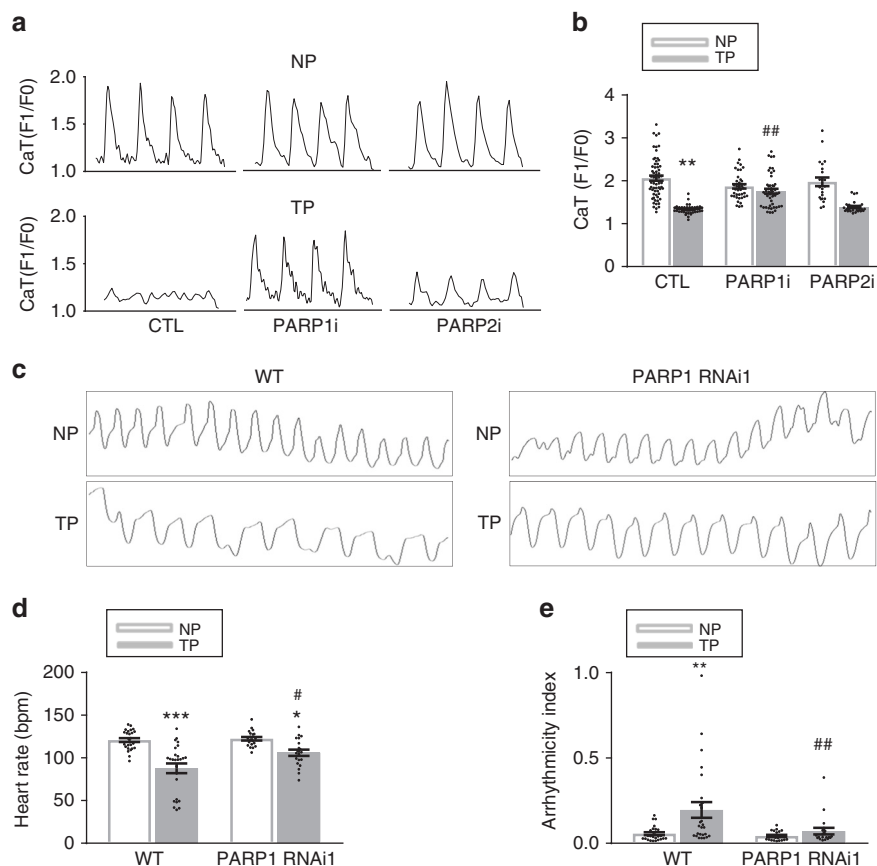 a
NP
CaT(F1/F0)
2.0
1.5
1.0
TP
CaT(F1/F0)
2.0
1.5
1.0
CTL PARP1i PARP2i
b
NP
TP
CaT (F1/F0)
4
3
2
1
0
**
##
CTL PARP1i PARP2i
c
WT PARP1 RNAi1
NP NP
TP TP
d
NP
TP
Heart rate (bpm)
200
150
100
50
0
***
#
*
WT PARP1 RNAi1
e
NP
TP
Arrhythmicity index
1.0
0.5
0.0
**
##
WT PARP1 RNAi1